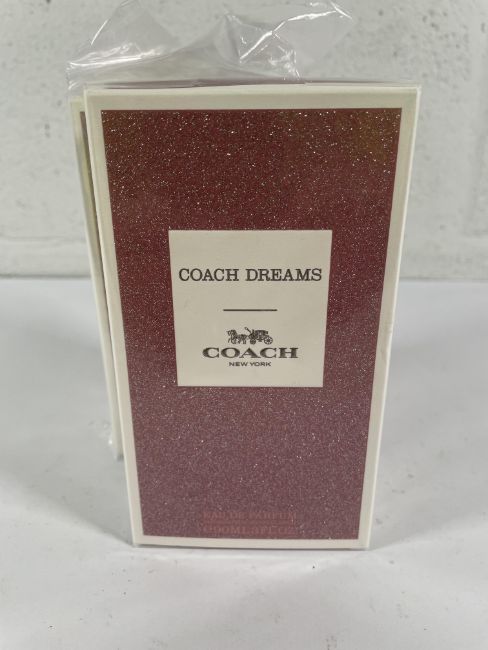 COACH DREAMS
COACH
NEW YORK
EAU DE PARFUM